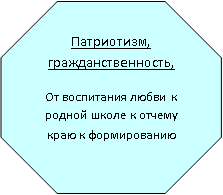 Патриотизм,
гражданственность,
От воспитания любви к
родной школе к отчему
краю к формированию